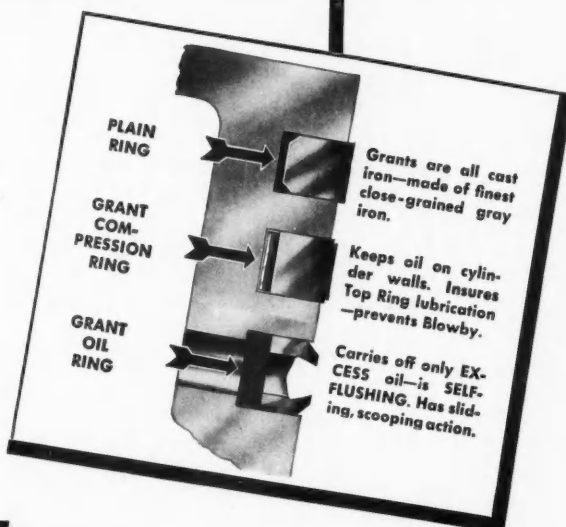 PLAIN
RING
Grants are all cast
iron—made of finest
close-grained gray
iron.
GRANT
COM-
PRESSION
RING
Keeps oil on cylin-
der walls. Insures
Top Ring lubrication
—prevents Blowby.
GRANT
OIL
RING
Carries off only EX-
CESS oil—is SELF-
FLUSHING. Has slid-
ing, scooping action.